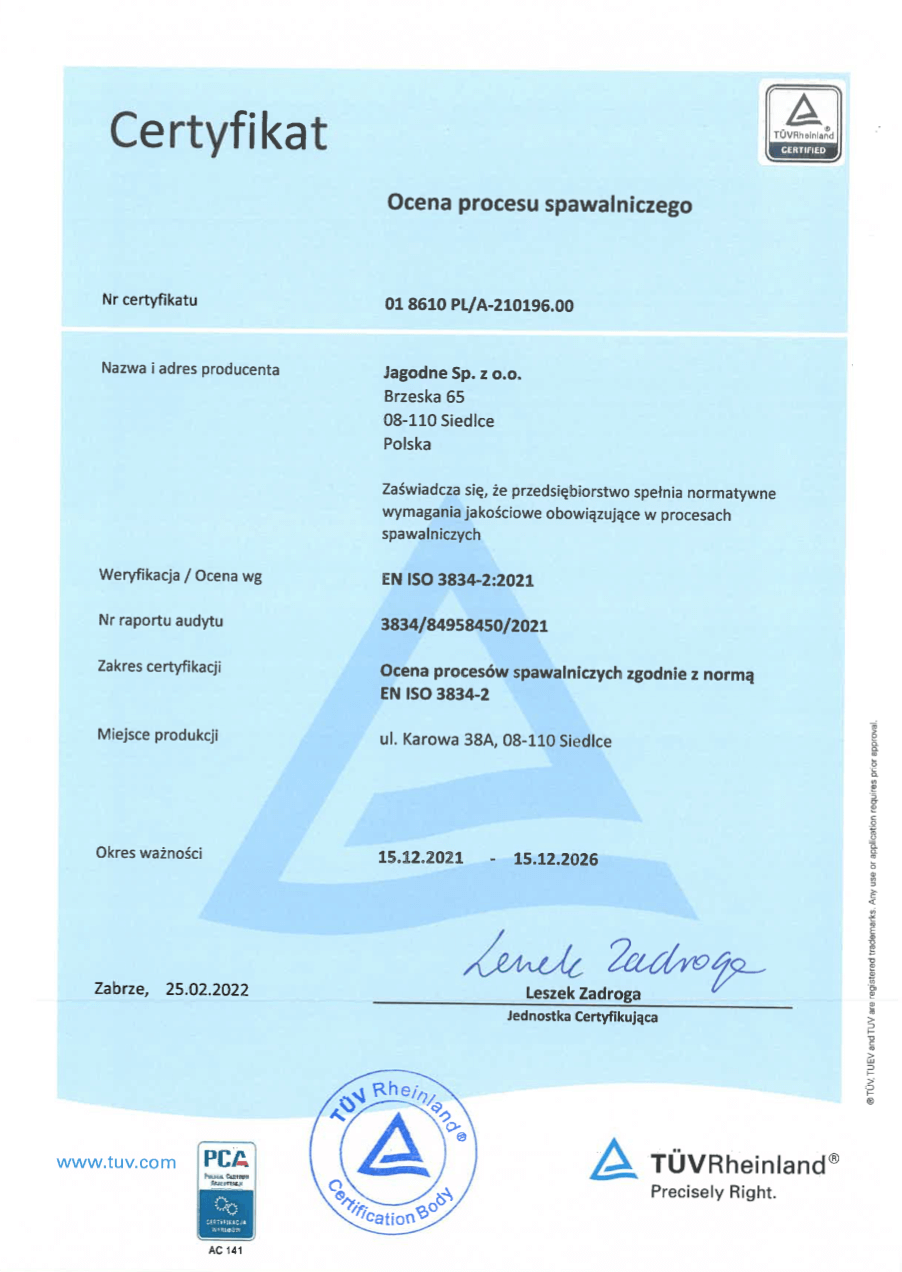 Certyfikat
TÜVRheinland®
CERTIFIED
Ocena procesu spawalniczego
Nr certyfikatu
01 8610 PL/A-210196.00
Nazwa i adres producenta
Jagodne Sp. z o.o.
Brzeska 65
08-110 Siedlce
Polska
Zaświadcza się, że przedsiębiorstwo spełnia normatywne
wymagania jakościowe obowiązujące w procesach
spawalniczych
Weryfikacja / Ocena wg
EN ISO 3834-2:2021
Nr raportu audytu
3834/84958450/2021
Zakres certyfikacji
Ocena procesów spawalniczych zgodnie z normą
EN ISO 3834-2
Miejsce produkcji
ul. Karowa 38A, 08-110 Siedlce
Okres ważności
15.12.2021 - 15.12.2026
Leszek Zadroga
Zabrze, 25.02.2022
Leszek Zadroga
Jednostka Certyfikująca
® TÜV, TUEV and TUV are registered trademarks. Any use or application requires prior approval.
TÜV Rheinland®
Certification Body
www.tuv.com
PCA
POLSKIE CENTRUM
AKREDYTACJI
CERTYFIKACJA
WYROBÓW
AC 141
TÜVRheinland®
Precisely Right.